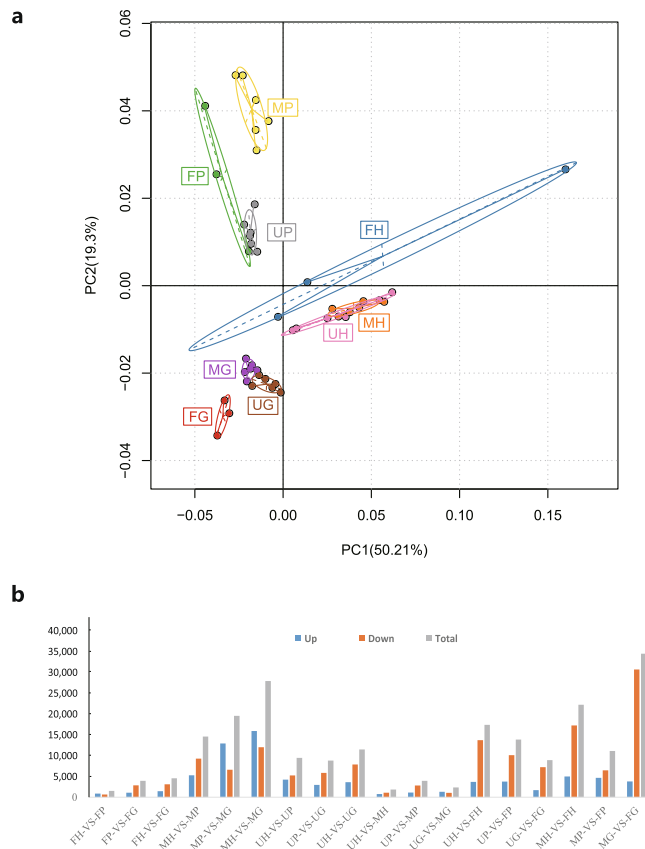 a
0.06
0.04
0.02
0.00
−0.02
−0.04
PC2(19.3%)
MP
FP
UP
FH
MH
UH
MG
UG
FG
−0.05
0.00
0.05
0.10
0.15
PC1(50.21%)
b
40,000
35,000
30,000
25,000
20,000
15,000
10,000
5,000
0
Up Down Total
FH-VS-FP
FP-VS-FG
FH-VS-FG
MH-VS-MP
MP-VS-MG
MH-VS-MG
UH-VS-UP
UP-VS-UG
UH-VS-UG
UH-VS-MH
UP-VS-MP
UG-VS-MG
UH-VS-FH
UP-VS-FP
UG-VS-FG
MH-VS-FH
MP-VS-FP
MG-VS-FG